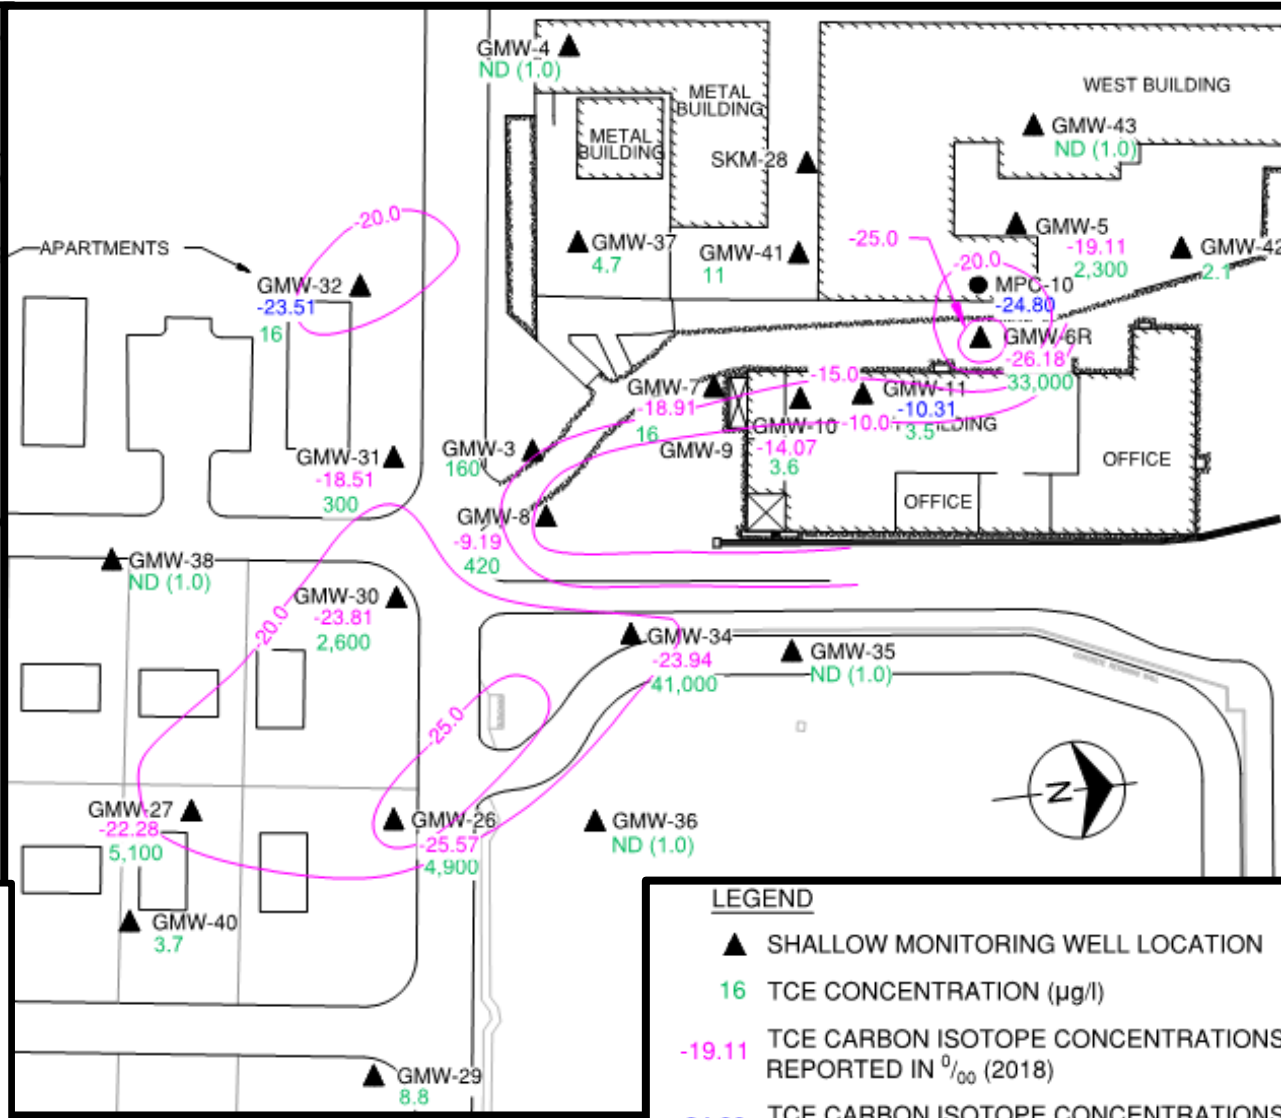 GMW-4
ND (1.0)
METAL
BUILDING
METAL
BUILDING
WEST BUILDING
GMW-43
ND (1.0)
SKM-28
-20.0
APARTMENTS
GMW-32
-23.51
16
GMW-37
4.7
GMW-41
11
-25.0
GMW-5
-19.11
2,300
GMW-42
2.1
-20.0
MPC-10
-24.80
GMW-6R
-26.18
33,000
GMW-7
-18.91
16
-15.0
GMW-11
-10.31
3.5
GMW-10
-14.07
3.6
-10.0
GMW-9
GMW-3
160
OFFICE
OFFICE
GMW-31
-18.51
300
GMW-8
-9.19
420
GMW-38
ND (1.0)
GMW-30
-23.81
2,600
-20.0
GMW-34
-23.94
41,000
GMW-35
ND (1.0)
-25.0
N
GMW-27
-22.28
5,100
GMW-26
-25.57
4,900
GMW-36
ND (1.0)
GMW-40
3.7
GMW-29
8.8
LEGEND
SHALLOW MONITORING WELL LOCATION
16 TCE CONCENTRATION (µg/l)
-19.11 TCE CARBON ISOTOPE CONCENTRATIONS
REPORTED IN 0/00 (2018)
TCE CARBON ISOTOPE CONCENTRATIONS